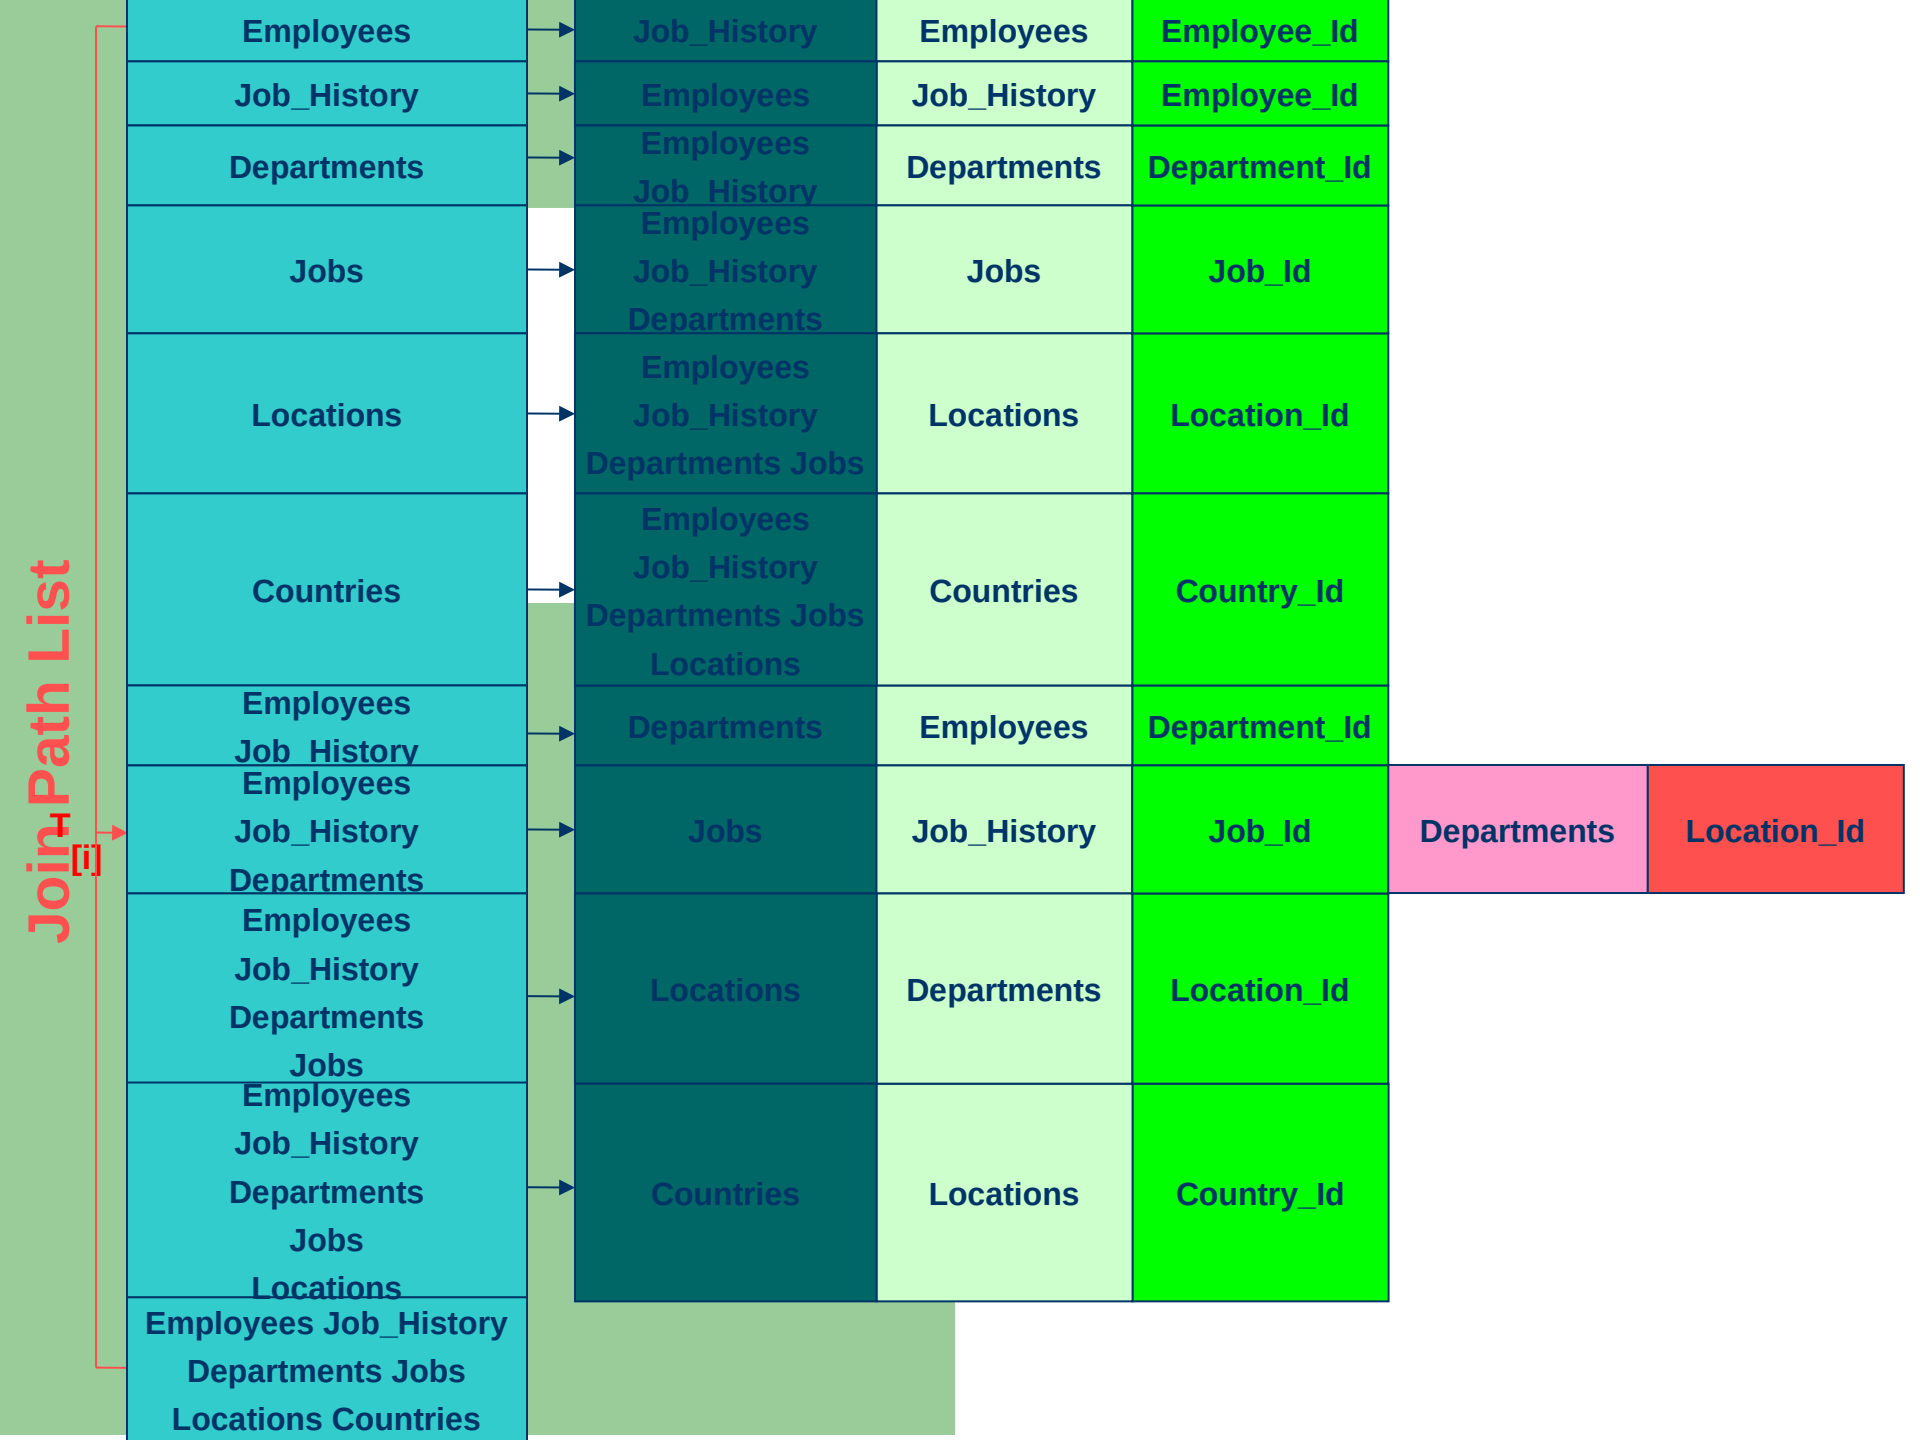 Join-Path List
T
[i]
Employees
Job_History
Employees
Employee_Id
Job_History
Employees
Job_History
Employee_Id
Departments
Employees
Job_History
Departments
Department_Id
Jobs
Employees
Job_History
Departments
Jobs
Job_Id
Locations
Employees
Job_History
Departments Jobs
Locations
Location_Id
Countries
Employees
Job_History
Departments Jobs
Locations
Countries
Country_Id
Employees
Job_History
Departments
Employees
Department_Id
Employees
Job_History
Departments
Jobs
Job_History
Job_Id
Departments
Location_Id
Employees
Job_History
Departments
Jobs
Locations
Departments
Location_Id
Employees
Job_History
Departments
Jobs
Locations
Countries
Locations
Country_Id
Employees Job_History
Departments Jobs
Locations Countries